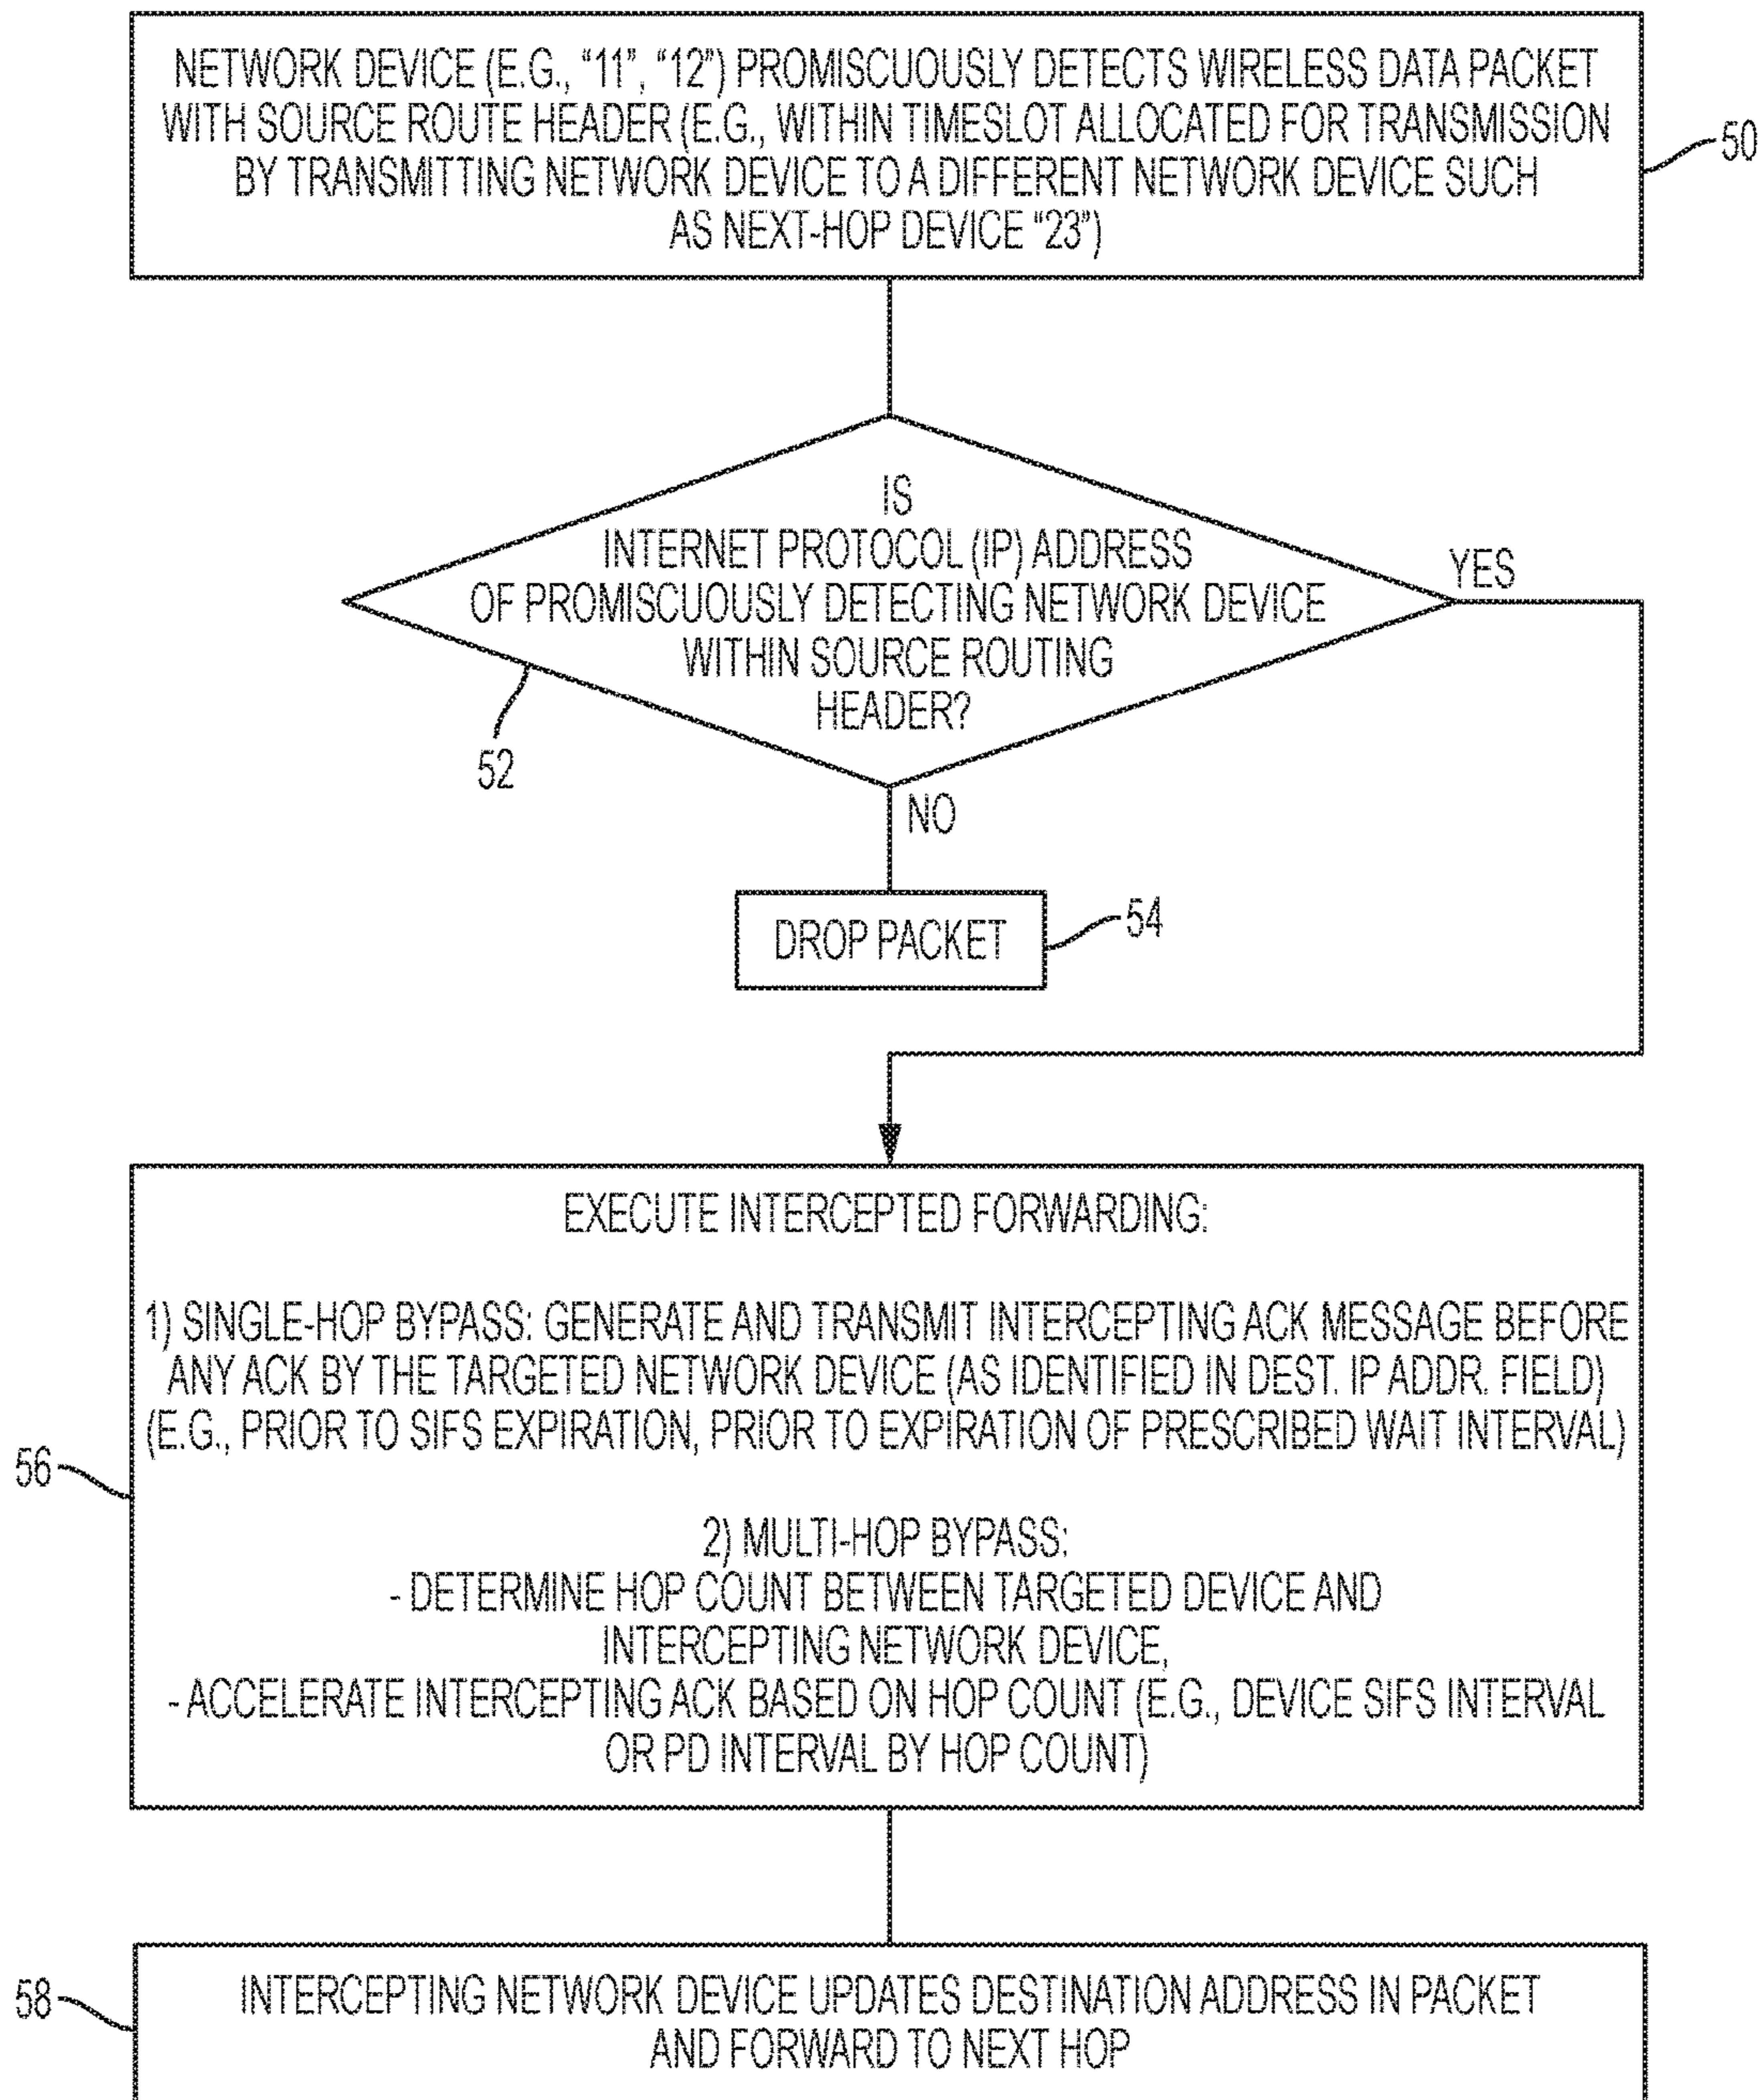 NETWORK DEVICE (E.G., "11", "12") PROMISCUOUSLY DETECTS WIRELESS DATA PACKET
WITH SOURCE ROUTE HEADER (E.G., WITHIN TIMESLOT ALLOCATED FOR TRANSMISSION
BY TRANSMITTING NETWORK DEVICE TO A DIFFERENT NETWORK DEVICE SUCH
AS NEXT-HOP DEVICE "23")
50
IS
INTERNET PROTOCOL (IP) ADDRESS
OF PROMISCUOUSLY DETECTING NETWORK DEVICE
WITHIN SOURCE ROUTING
HEADER?
YES
52
NO
DROP PACKET
54
EXECUTE INTERCEPTED FORWARDING:
1) SINGLE-HOP BYPASS: GENERATE AND TRANSMIT INTERCEPTING ACK MESSAGE BEFORE
ANY ACK BY THE TARGETED NETWORK DEVICE (AS IDENTIFIED IN DEST. IP ADDR. FIELD)
(E.G., PRIOR TO SIFS EXPIRATION, PRIOR TO EXPIRATION OF PRESCRIBED WAIT INTERVAL)
56
2) MULTI-HOP BYPASS:
- DETERMINE HOP COUNT BETWEEN TARGETED DEVICE AND
INTERCEPTING NETWORK DEVICE,
- ACCELERATE INTERCEPTING ACK BASED ON HOP COUNT (E.G., DEVICE SIFS INTERVAL
OR PD INTERVAL BY HOP COUNT)
58
INTERCEPTING NETWORK DEVICE UPDATES DESTINATION ADDRESS IN PACKET
AND FORWARD TO NEXT HOP